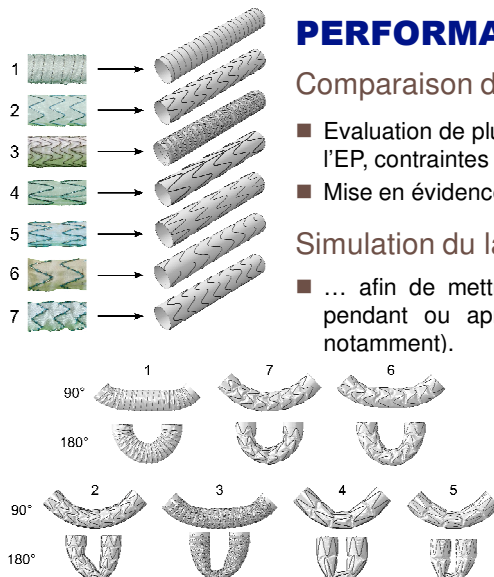 PERFORMA
Comparaison d
Evaluation de plu
l'EP, contraintes
Mise en évidence
Simulation du la
... afin de mett
pendant ou ap
notamment).
1
2
3
4
5
6
7
1 7 6
90°
180°
2 3 4 5
90°
180°